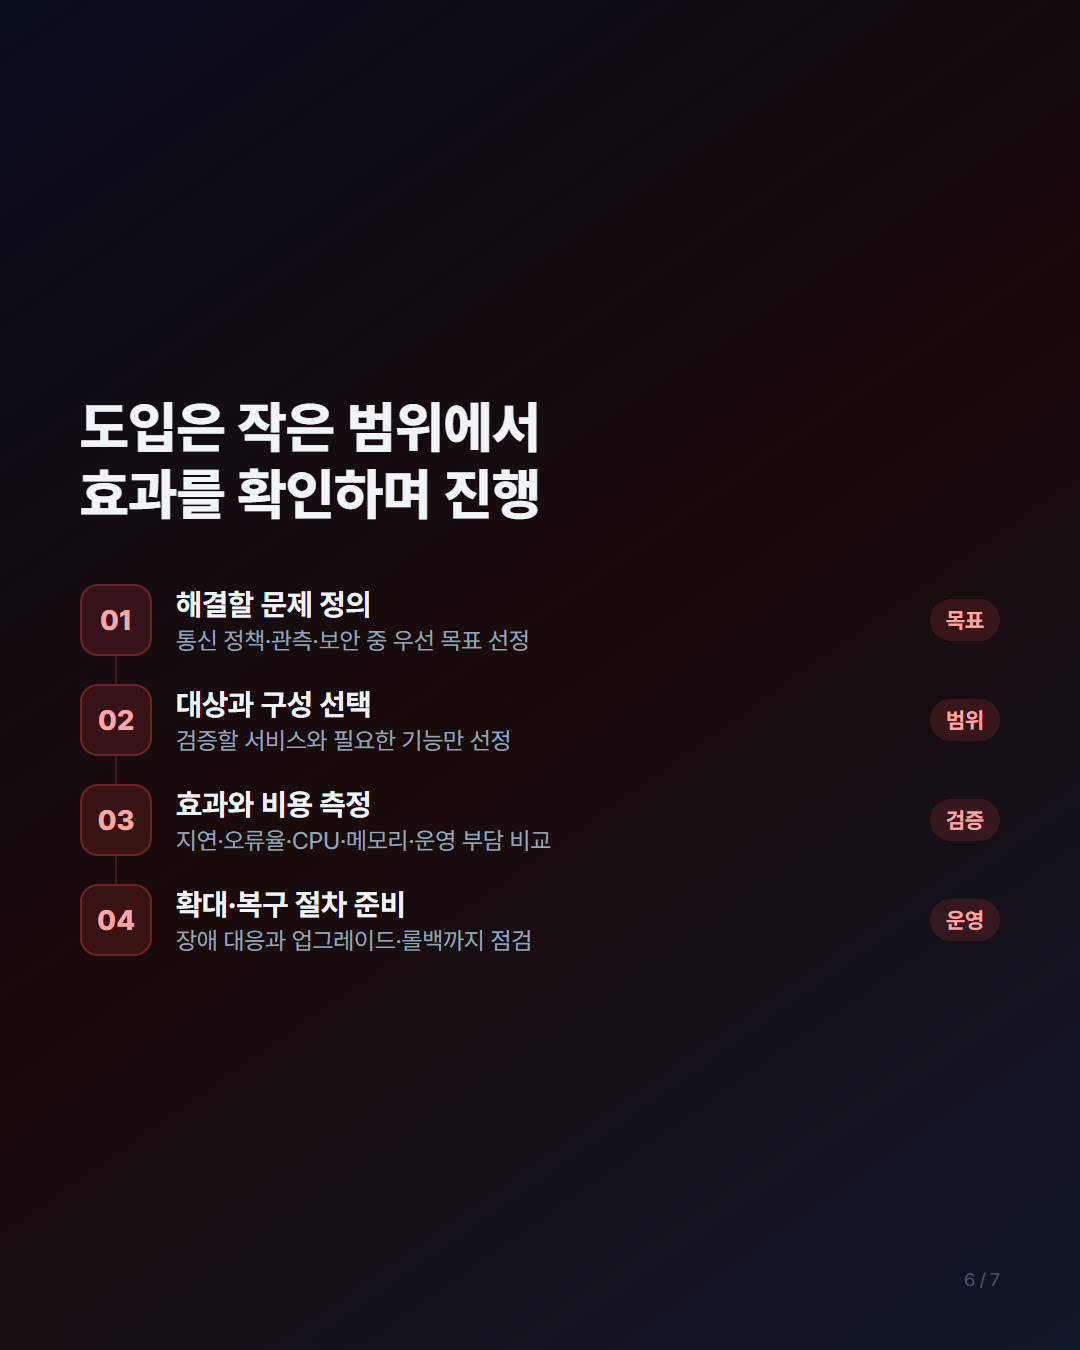 도입은 작은 범위에서
효과를 확인하며 진행
01
해결할 문제 정의
통신 정책·관측·보안 중 우선 목표 선정
목표
02
대상과 구성 선택
검증할 서비스와 필요한 기능만 선정
범위
03
효과와 비용 측정
지연·오류율·CPU·메모리·운영 부담 비교
검증
04
확대·복구 절차 준비
장애 대응과 업그레이드·롤백까지 점검
운영
6 / 7